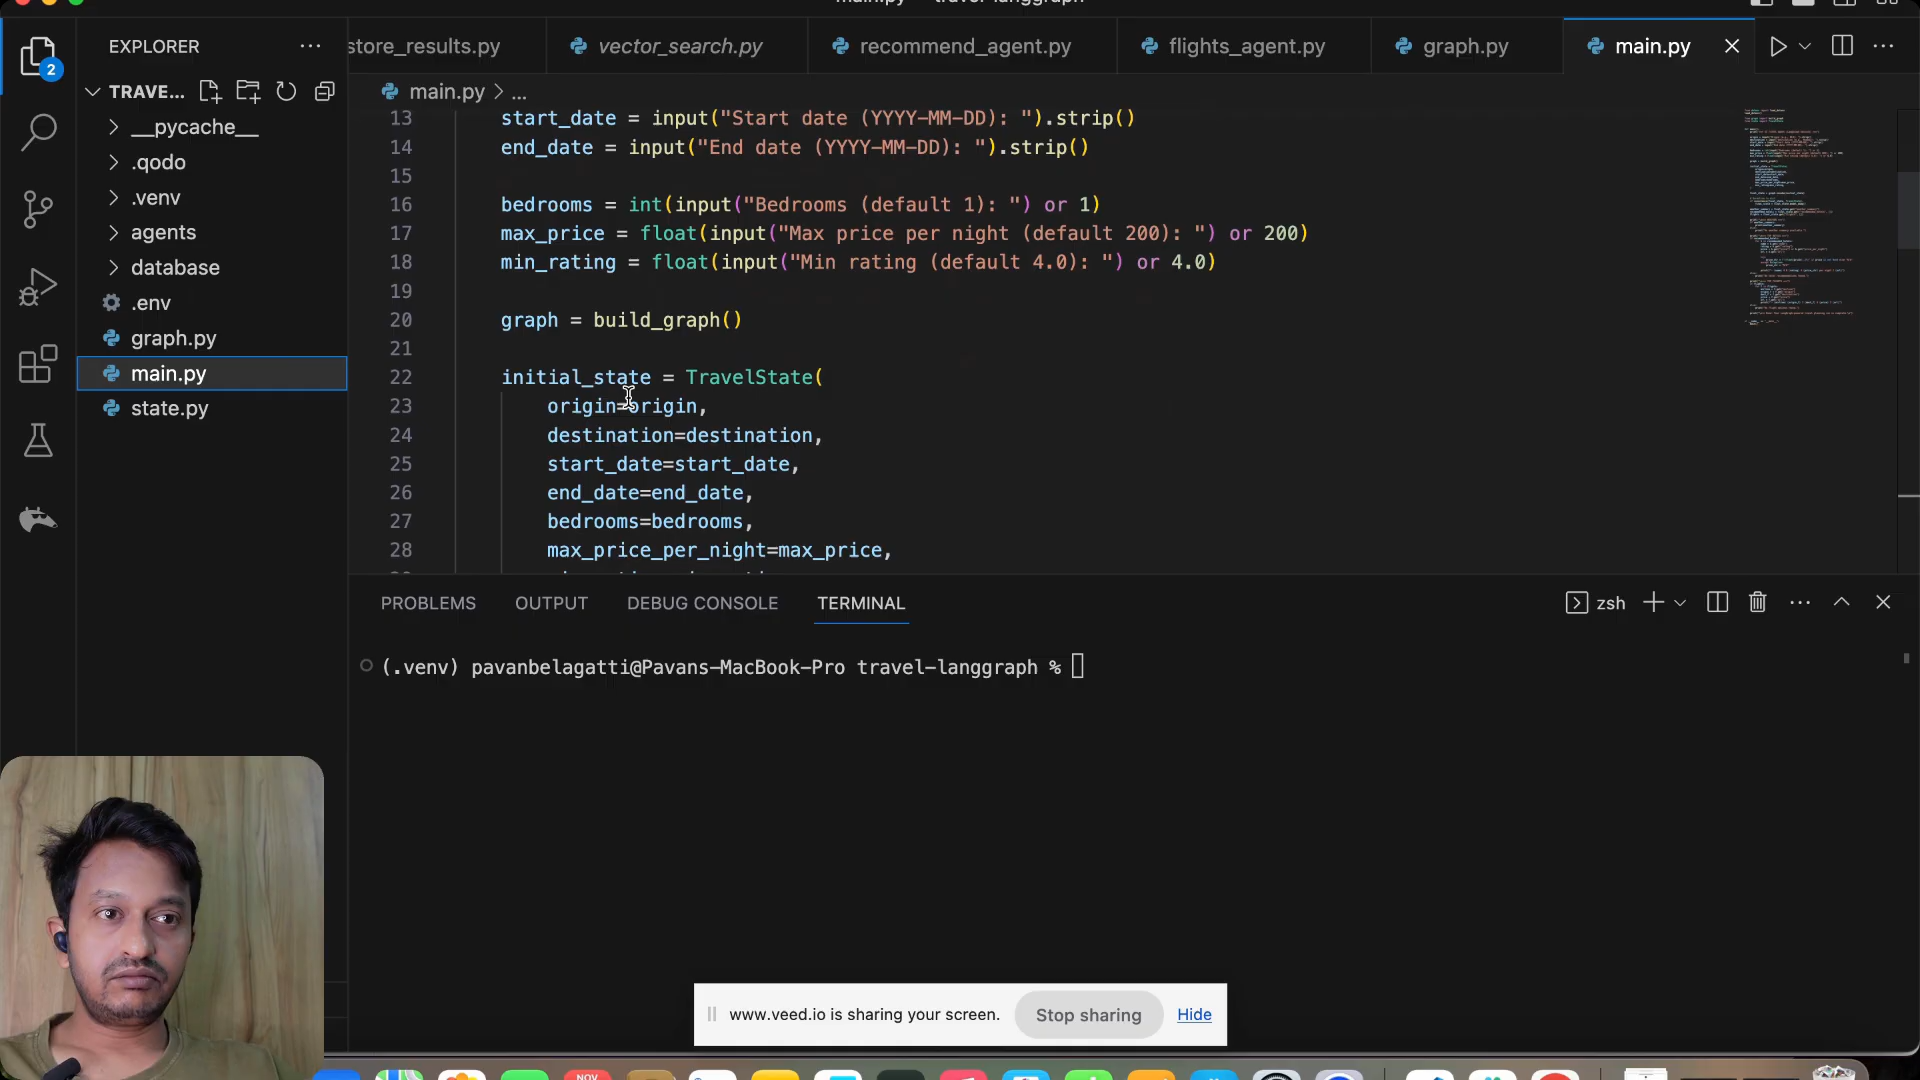 main.py — travel-langgraph
EXPLORER
2
TRAVE...
__pycache__
.qodo
.venv
agents
database
.env
graph.py
main.py
state.py
store_results.py
vector_search.py
recommend_agent.py
flights_agent.py
graph.py
main.py
main.py > ...
13 start_date = input("Start date (YYYY-MM-DD): ").strip()
14 end_date = input("End date (YYYY-MM-DD): ").strip()
15
16 bedrooms = int(input("Bedrooms (default 1): ") or 1)
17 max_price = float(input("Max price per night (default 200): ") or 200)
18 min_rating = float(input("Min rating (default 4.0): ") or 4.0)
19
20 graph = build_graph()
21
22 initial_state = TravelState(
23 origin=origin,
24 destination=destination,
25 start_date=start_date,
26 end_date=end_date,
27 bedrooms=bedrooms,
28 max_price_per_night=max_price,
PROBLEMS OUTPUT DEBUG CONSOLE TERMINAL
zsh
(.venv) pavanbelagatti@Pavans-MacBook-Pro travel-langgraph %
www.veed.io is sharing your screen.
Stop sharing
Hide
NOV